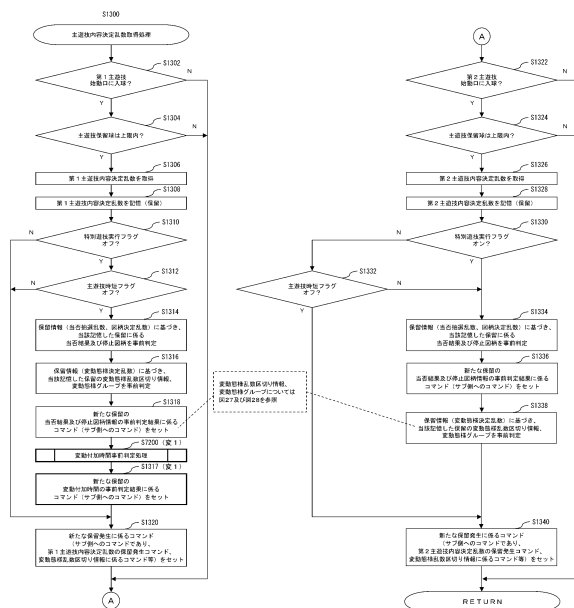 S1300
主遊技内容決定乱数取得処理
S1302
第１主遊技
始動口に入球？
N
Y
S1304
主遊技保留球は上限内？
N
Y
S1306
第１主遊技内容決定乱数を取得
S1308
第１主遊技内容決定乱数を記憶（保留）
S1310
特別遊技実行フラグ
オフ？
N
Y
S1312
主遊技時短フラグ
オフ？
N
Y
S1314
保留情報（当否抽選乱数、図柄決定乱数）に基づき、
当該記憶した保留に係る
当否結果及び停止図柄を事前判定
S1316
保留情報（変動態様決定乱数）に基づき、
当該記憶した保留の変動態様乱数区切り情報、
変動態様グループを事前判定
S1318
新たな保留の
当否結果及び停止図柄情報の事前判定結果に係る
コマンド（サブ側へのコマンド）をセット
S7200（変１）
変動付加時間事前判定処理
S1317（変１）
新たな保留の
変動付加時間の事前判定結果に係る
コマンド（サブ側へのコマンド）をセット
S1320
新たな保留発生に係るコマンド
（サブ側へのコマンドであり、
第１主遊技内容決定乱数の保留発生コマンド、
変動態様乱数区切り情報に係るコマンド等）をセット
A
変動態様乱数区切り情報、
変動態様グループについては
図27及び図28を参照
A
S1322
第２主遊技
始動口に入球？
N
Y
S1324
主遊技保留球は上限内？
N
Y
S1326
第２主遊技内容決定乱数を取得
S1328
第２主遊技内容決定乱数を記憶（保留）
S1330
特別遊技実行フラグ
オン？
N
Y
S1332
主遊技時短フラグ
オフ？
N
Y
S1334
保留情報（当否抽選乱数、図柄決定乱数）に基づき、
当該記憶した保留に係る
当否結果及び停止図柄を事前判定
S1336
新たな保留の
当否結果及び停止図柄情報の事前判定結果に係る
コマンド（サブ側へのコマンド）をセット
S1338
保留情報（変動態様決定乱数）に基づき、
当該記憶した保留の変動態様乱数区切り情報、
変動態様グループを事前判定
S1340
新たな保留発生に係るコマンド
（サブ側へのコマンドであり、
第２主遊技内容決定乱数の保留発生コマンド、
変動態様乱数区切り情報に係るコマンド等）をセット
RETURN